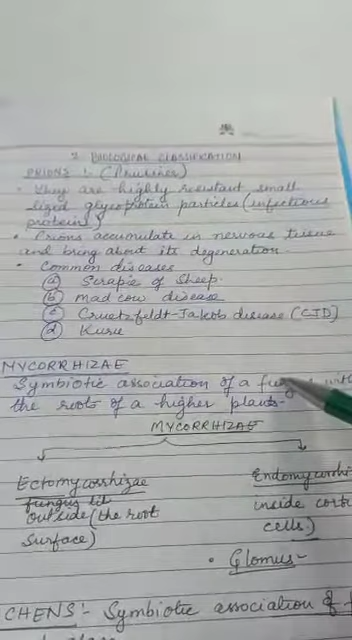 2. BIOLOGICAL CLASSIFICATION
PRIONS :- (Prusiner)
• They are highly resistant, small
sized glycoprotein particles (infectious
proteins)
• Prions accumulate in nervous tissue
and bring about its degeneration
• Common diseases
(a) Scrapie of Sheep.
(b) mad cow disease
(c) Cruetzfeldt-Jakob disease (CJD)
(d) Kuru
MYCORRHIZAE
Symbiotic association of a
the roots of a higher plants
MYCORRHIZAE
Ectomycorrhizae
outside (the root
surface)
inside
cells)
• Glomus
CHENS :- Symbiotic association of